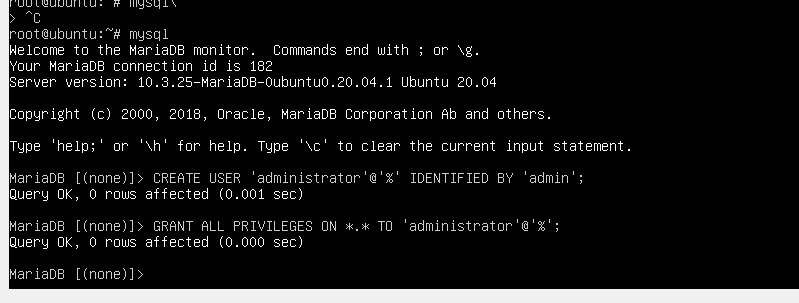 root@ubuntu:~# mysql\
> ^C
root@ubuntu:~# mysql
Welcome to the MariaDB monitor.  Commands end with ; or \g.
Your MariaDB connection id is 182
Server version: 10.3.25-MariaDB-0ubuntu0.20.04.1 Ubuntu 20.04

Copyright (c) 2000, 2018, Oracle, MariaDB Corporation Ab and others.

Type 'help;' or '\h' for help. Type '\c' to clear the current input statement.

MariaDB [(none)]> CREATE USER 'administrator'@'%' IDENTIFIED BY 'admin';
Query OK, 0 rows affected (0.001 sec)

MariaDB [(none)]> GRANT ALL PRIVILEGES ON *.* TO 'administrator'@'%';
Query OK, 0 rows affected (0.000 sec)

MariaDB [(none)]>